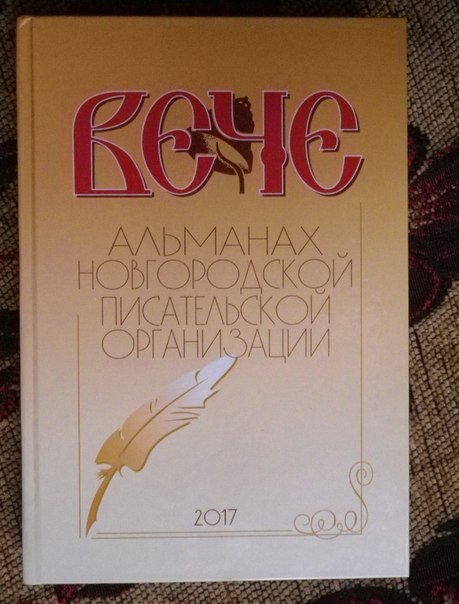 ВЕЧЕ
АЛЬМАНАХ
НОВГОРОДСКОЙ
ПИСАТЕЛЬСКОЙ
ОРГАНИЗАЦИИ
2017